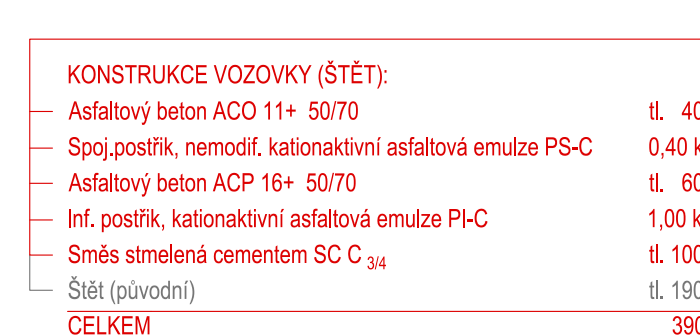 KONSTRUKCE VOZOVKY (ŠTĚT):
Asfaltový beton ACO 11+ 50/70 tl. 40
Spoj.postřik, nemodif. kationaktivní asfaltová emulze PS-C 0,40 k
Asfaltový beton ACP 16+ 50/70 tl. 60
Inf. postřik, kationaktivní asfaltová emulze PI-C 1,00 k
Směs stmelená cementem SC C 3/4 tl. 100
Štět (původní) tl. 190
CELKEM 390